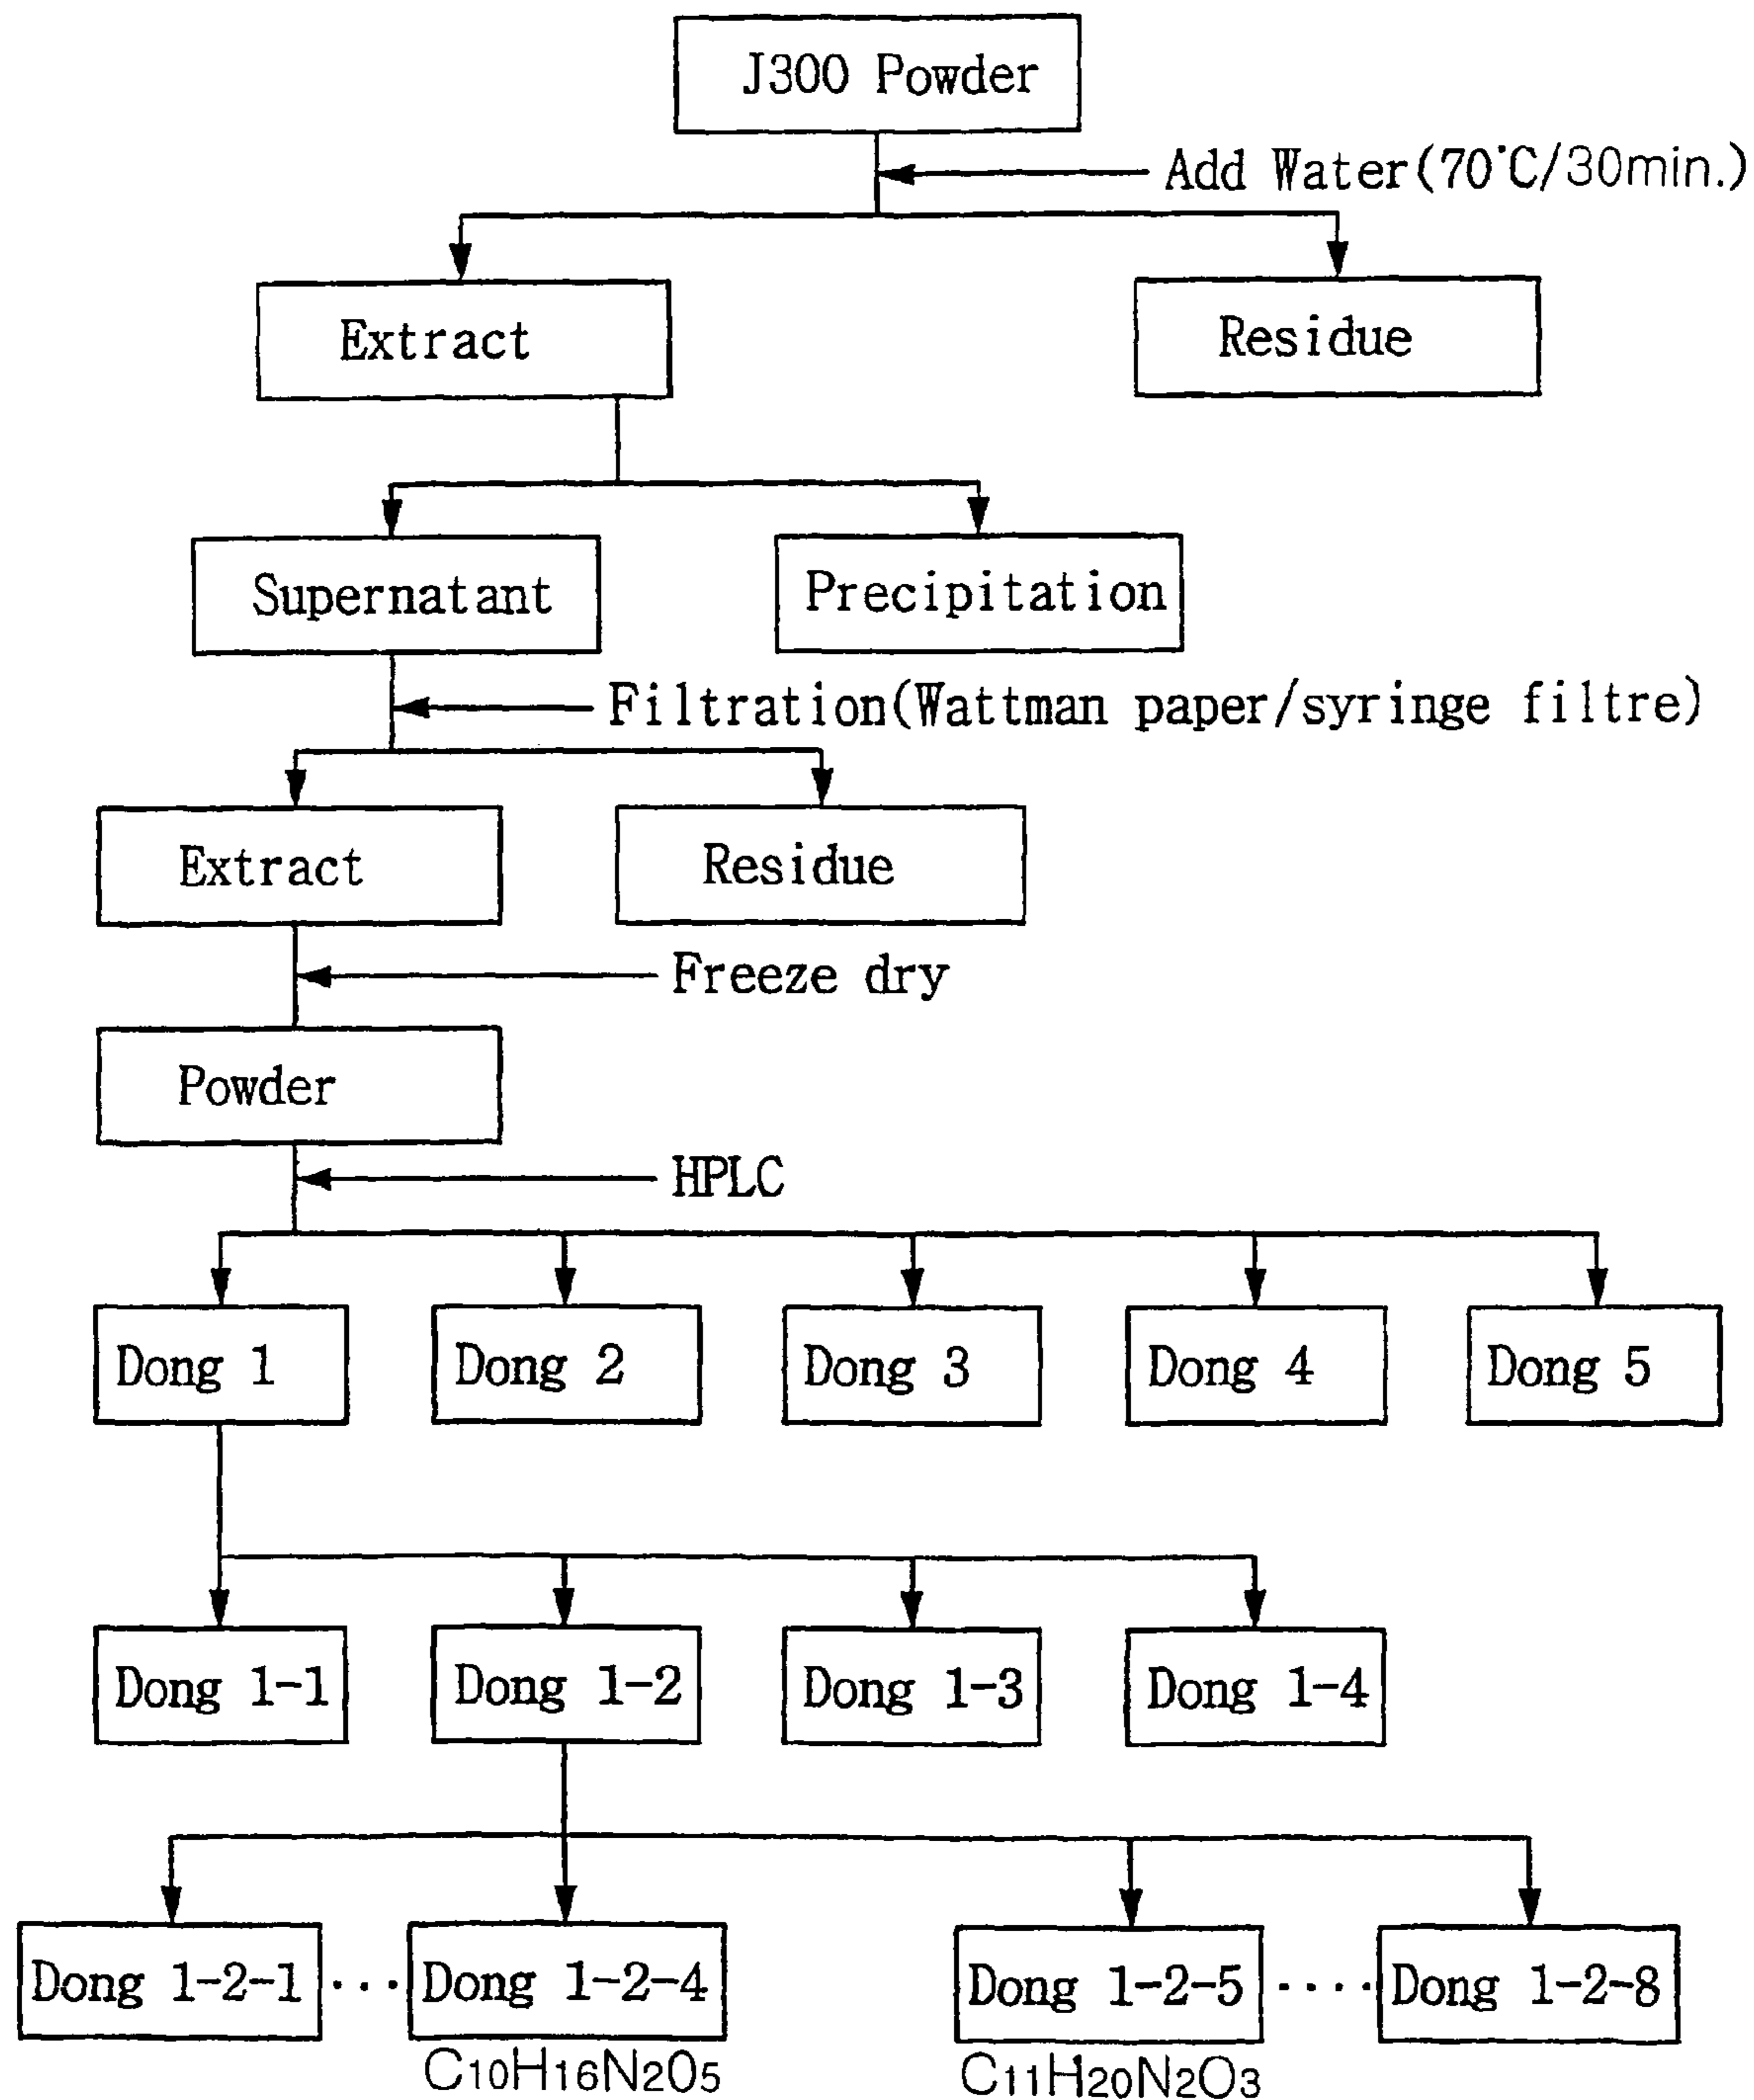 J300 Powder
Add Water(70°C/30min.)
Extract
Residue
Supernatant
Precipitation
Filtration(Wattman paper/syringe filtre)
Extract
Residue
Freeze dry
Powder
HPLC
Dong 1
Dong 2
Dong 3
Dong 4
Dong 5
Dong 1-1
Dong 1-2
Dong 1-3
Dong 1-4
Dong 1-2-1 ··· Dong 1-2-4
Dong 1-2-5 ···· Dong 1-2-8
C10H16N2O5
C11H20N2O3